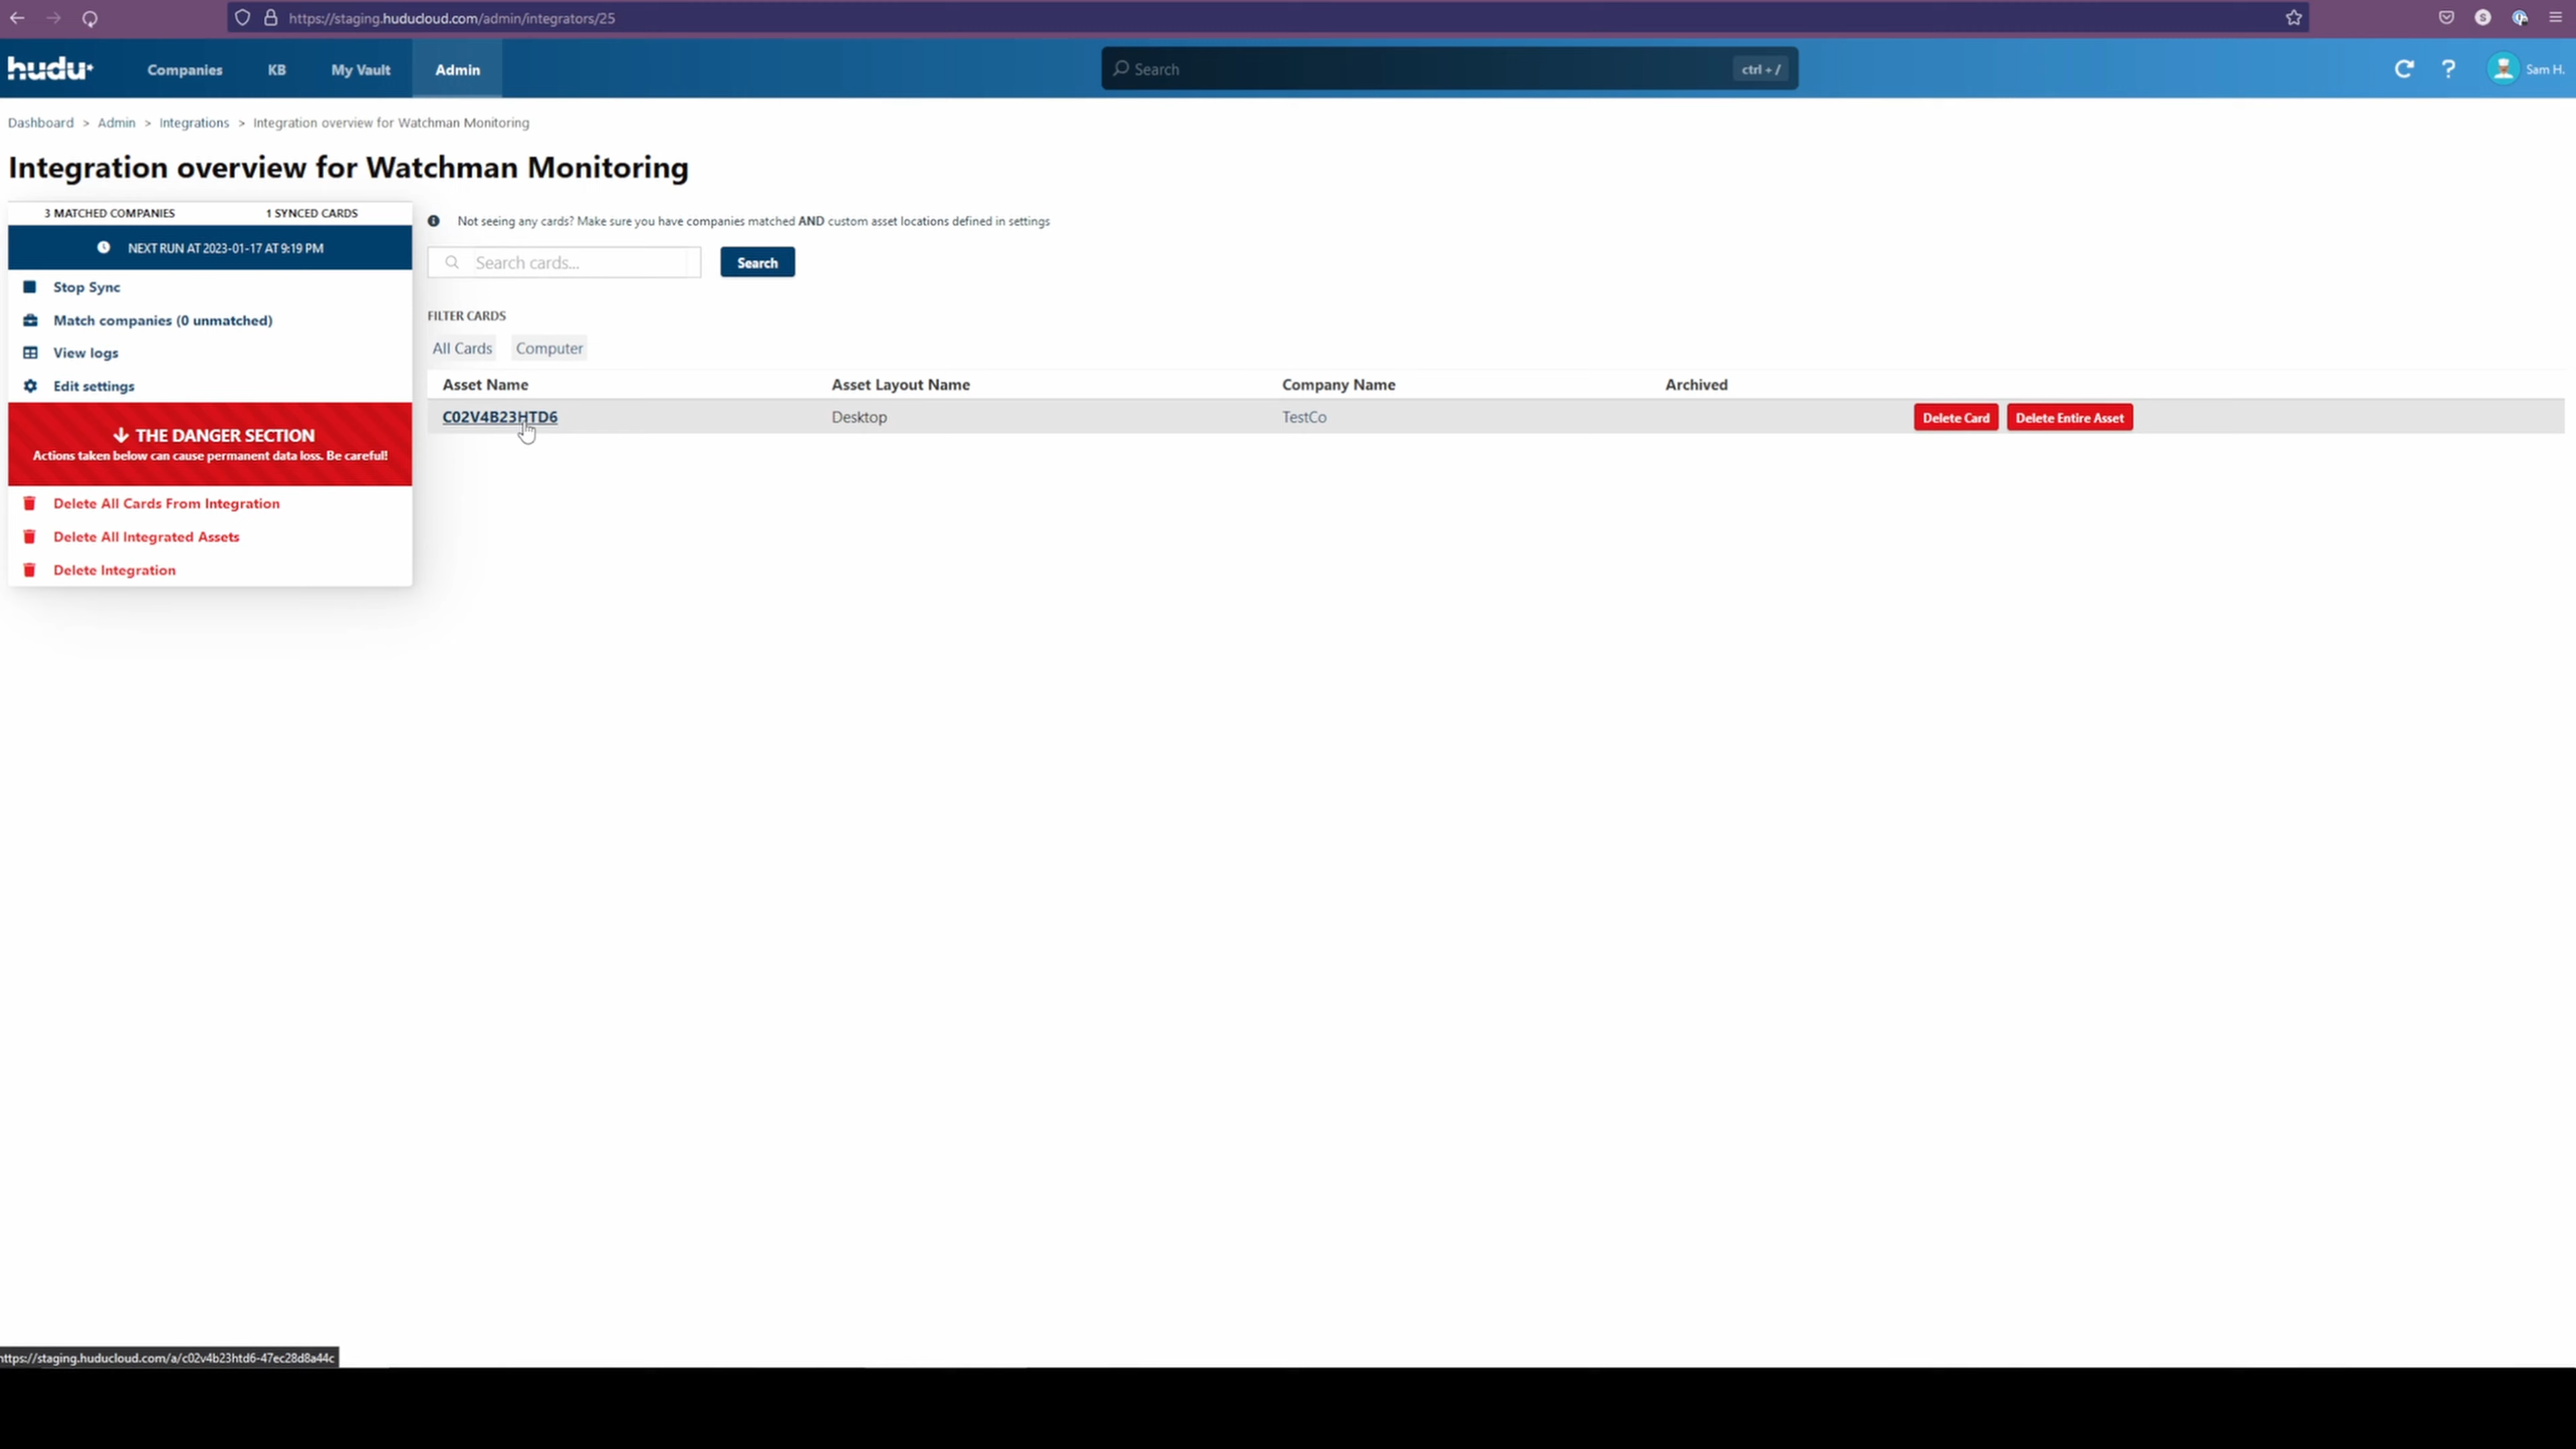 https://staging.huducloud.com/admin/integrators/25
hudu
Companies
KB
My Vault
Admin
Search
ctrl + /
?
Sam H.
Dashboard > Admin > Integrations > Integration overview for Watchman Monitoring
Integration overview for Watchman Monitoring
3 MATCHED COMPANIES
1 SYNCED CARDS
NEXT RUN AT 2023-01-17 AT 9:19 PM
Stop Sync
Match companies (0 unmatched)
View logs
Edit settings
THE DANGER SECTION
Actions taken below can cause permanent data loss. Be careful!
Delete All Cards From Integration
Delete All Integrated Assets
Delete Integration
Not seeing any cards? Make sure you have companies matched AND custom asset locations defined in settings
Search cards...
Search
FILTER CARDS
All Cards
Computer
Asset Name Asset Layout Name Company Name Archived
C02V4B23HTD6 Desktop TestCo Delete Card Delete Entire Asset
https://staging.huducloud.com/a/c02v4b23htd6-47ec28d8a44c